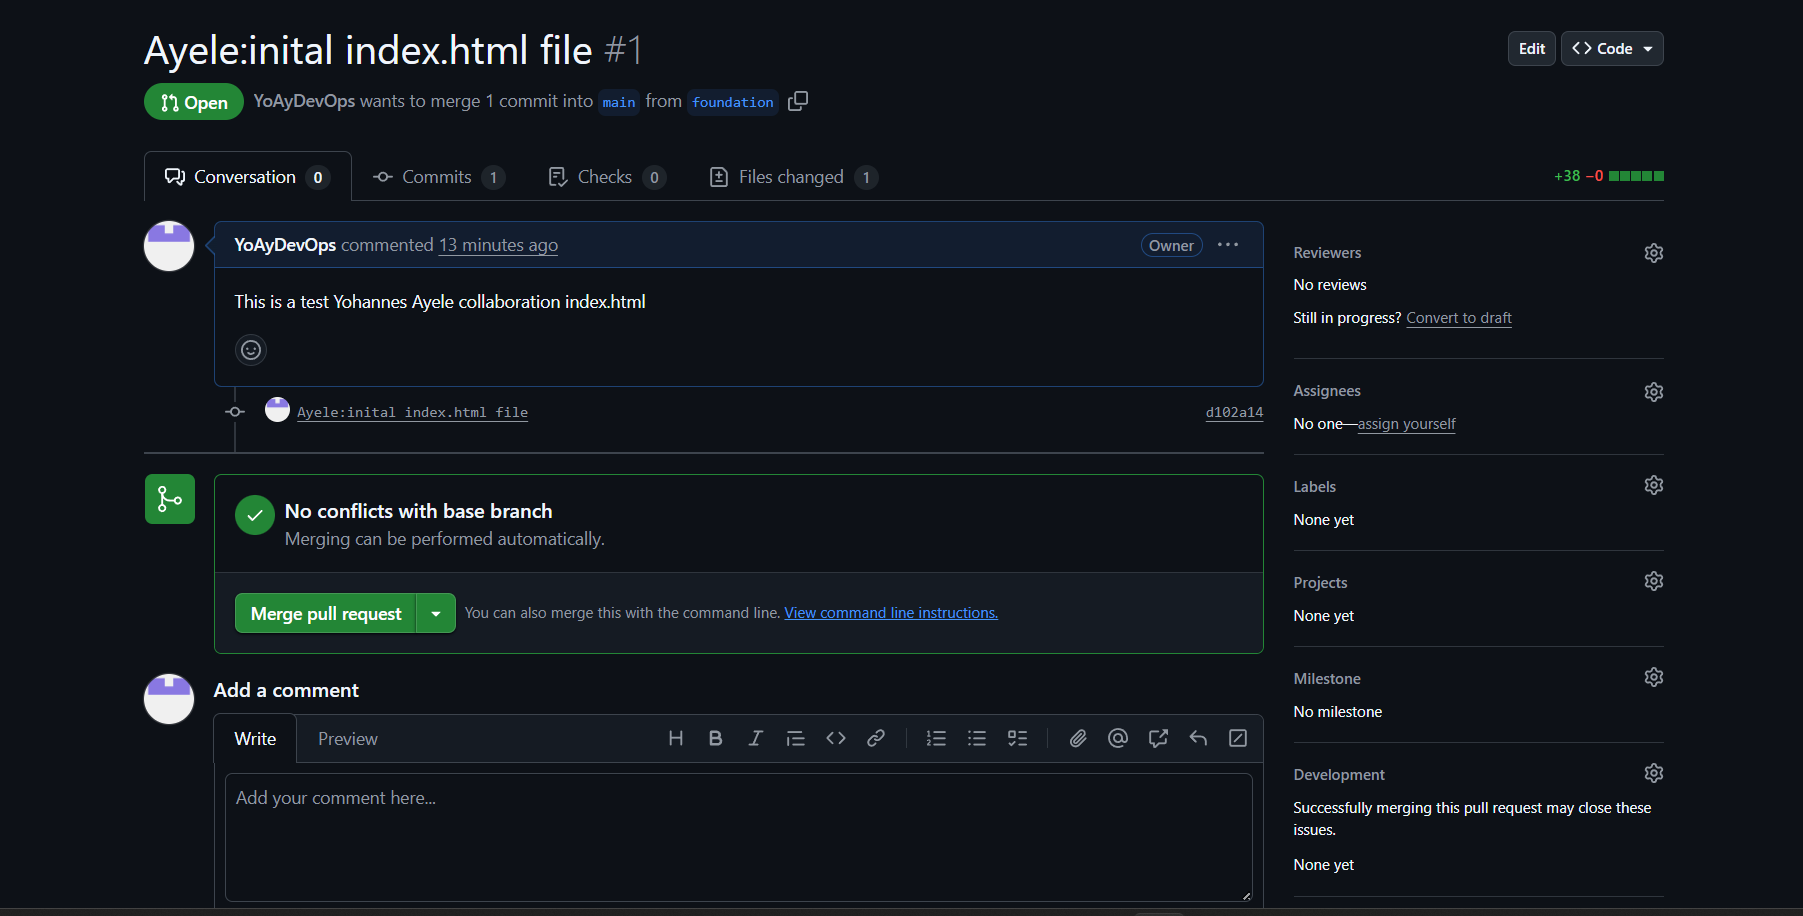 Ayele:inital index.html file #1
Edit
Code
Open
YoAyDevOps wants to merge 1 commit into main from foundation
Conversation 0
Commits 1
Checks 0
Files changed 1
+38 −0
YoAyDevOps commented 13 minutes ago
Owner
This is a test Yohannes Ayele collaboration index.html
Ayele:inital index.html file
d102a14
No conflicts with base branch
Merging can be performed automatically.
Merge pull request
You can also merge this with the command line. View command line instructions.
Add a comment
Write
Preview
Add your comment here...
Reviewers
No reviews
Still in progress? Convert to draft
Assignees
No one—assign yourself
Labels
None yet
Projects
None yet
Milestone
No milestone
Development
Successfully merging this pull request may close these
issues.
None yet